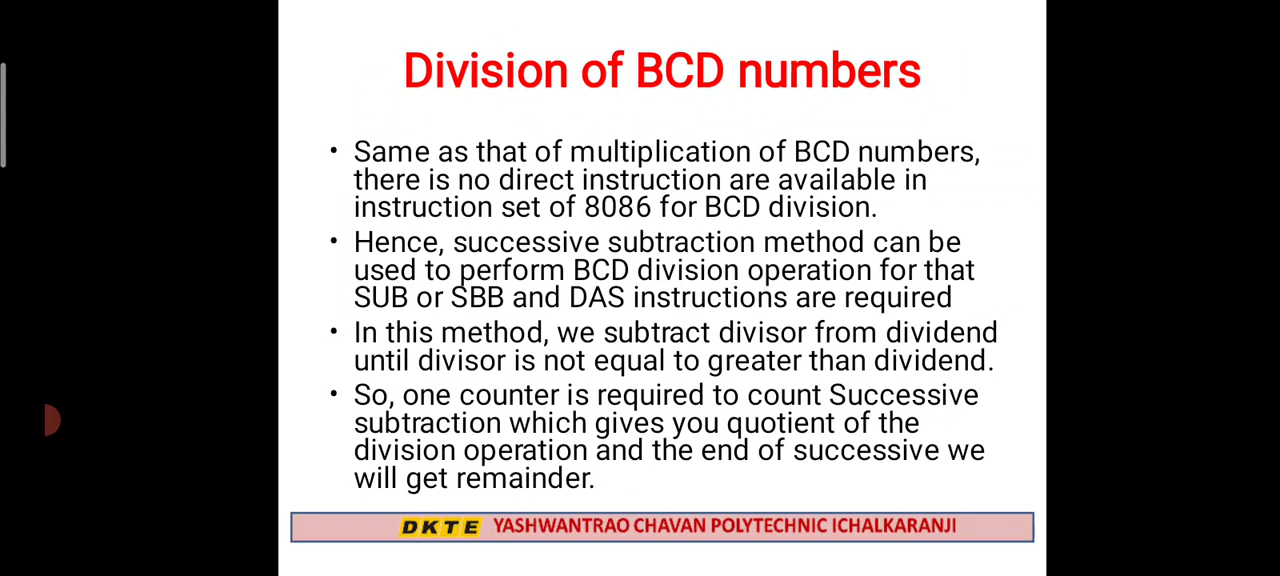 Division of BCD numbers
• Same as that of multiplication of BCD numbers,
there is no direct instruction are available in
instruction set of 8086 for BCD division.
• Hence, successive subtraction method can be
used to perform BCD division operation for that
SUB or SBB and DAS instructions are required
• In this method, we subtract divisor from dividend
until divisor is not equal to greater than dividend.
• So, one counter is required to count Successive
subtraction which gives you quotient of the
division operation and the end of successive we
will get remainder.
DKTE YASHWANTRAO CHAVAN POLYTECHNIC ICHALKARANJI